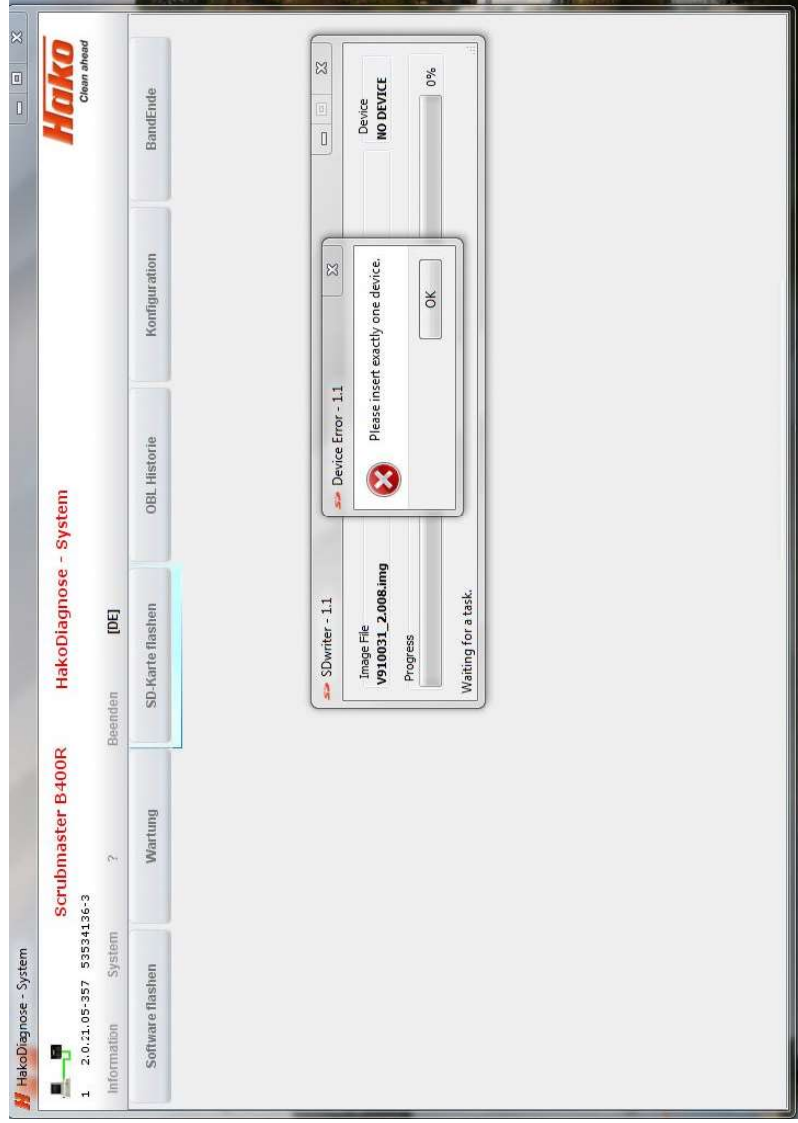 HakoDiagnose - System
Scrubmaster B400R
HakoDiagnose - System
Hako
Clean ahead
1 2.0.21.05-357 53534136-3
Information System ? Beenden [DE]
Software flashen
Wartung
SD-Karte flashen
OBL Historie
Konfiguration
BandEnde
SDwriter - 1.1
Image File
V910031_2.008.img
Device
NO DEVICE
Progress
0%
Waiting for a task.
Device Error - 1.1
Please insert exactly one device.
OK